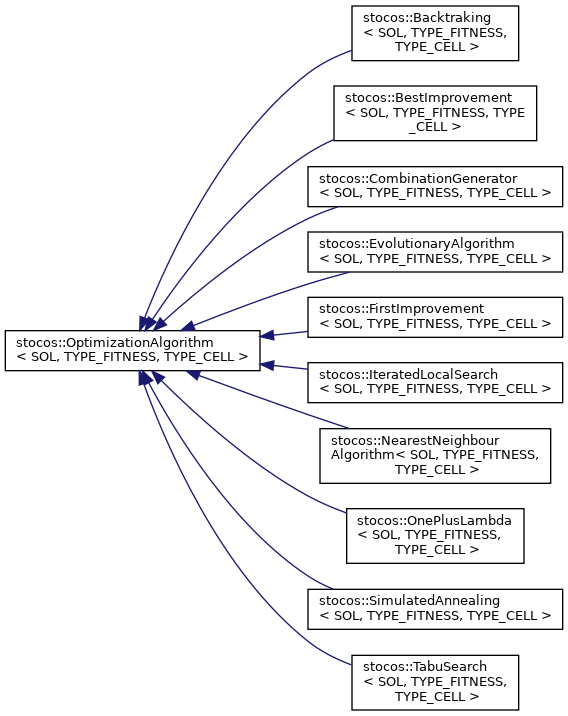 stocos::Backtraking
< SOL, TYPE_FITNESS,
TYPE_CELL >
stocos::BestImprovement
< SOL, TYPE_FITNESS, TYPE
_CELL >
stocos::CombinationGenerator
< SOL, TYPE_FITNESS, TYPE_CELL >
stocos::EvolutionaryAlgorithm
< SOL, TYPE_FITNESS, TYPE_CELL >
stocos::FirstImprovement
< SOL, TYPE_FITNESS, TYPE_CELL >
stocos::OptimizationAlgorithm
< SOL, TYPE_FITNESS, TYPE_CELL >
stocos::IteratedLocalSearch
< SOL, TYPE_FITNESS, TYPE_CELL >
stocos::NearestNeighbour
Algorithm< SOL, TYPE_FITNESS,
TYPE_CELL >
stocos::OnePlusLambda
< SOL, TYPE_FITNESS,
TYPE_CELL >
stocos::SimulatedAnnealing
< SOL, TYPE_FITNESS, TYPE_CELL >
stocos::TabuSearch
< SOL, TYPE_FITNESS,
TYPE_CELL >